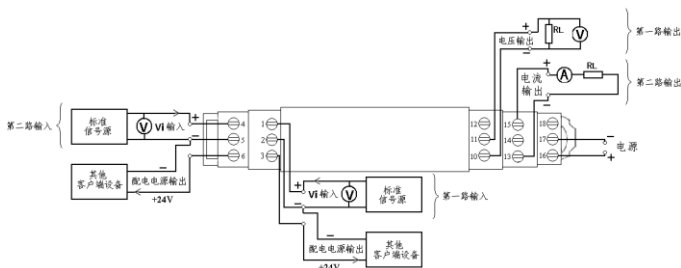 +
电压输出
−
RL
V
第一路输出
+
电流
输出
−
A
RL
第二路输出
第二路输入
标准
信号源
V
Vi 输入
+
−
其他
客户端设备
−
配电电源输出
+24V
4
5
6
1
2
3
12
11
10
15
14
13
18
17
16
−
电源
+
+
Vi 输入
−
V
标准
信号源
第一路输入
−
配电电源输出
+24V
其他
客户端设备